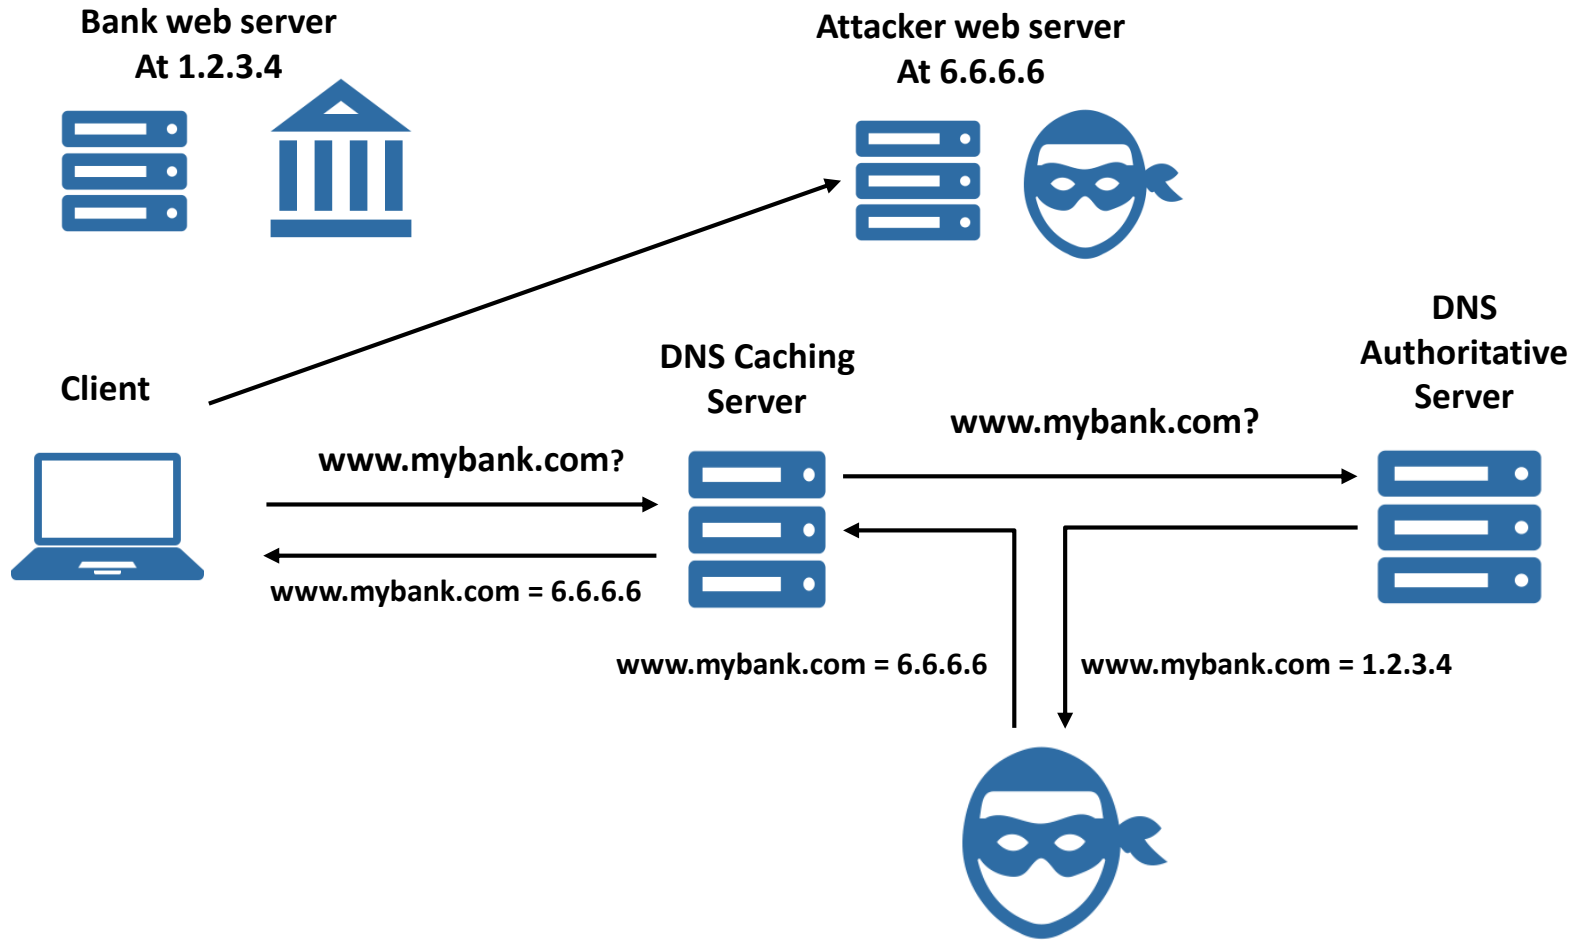 Bank web server
At 1.2.3.4
Attacker web server
At 6.6.6.6
DNS
Authoritative
Server
DNS Caching
Server
Client
www.mybank.com?
www.mybank.com?
www.mybank.com = 6.6.6.6
www.mybank.com = 6.6.6.6
www.mybank.com = 1.2.3.4